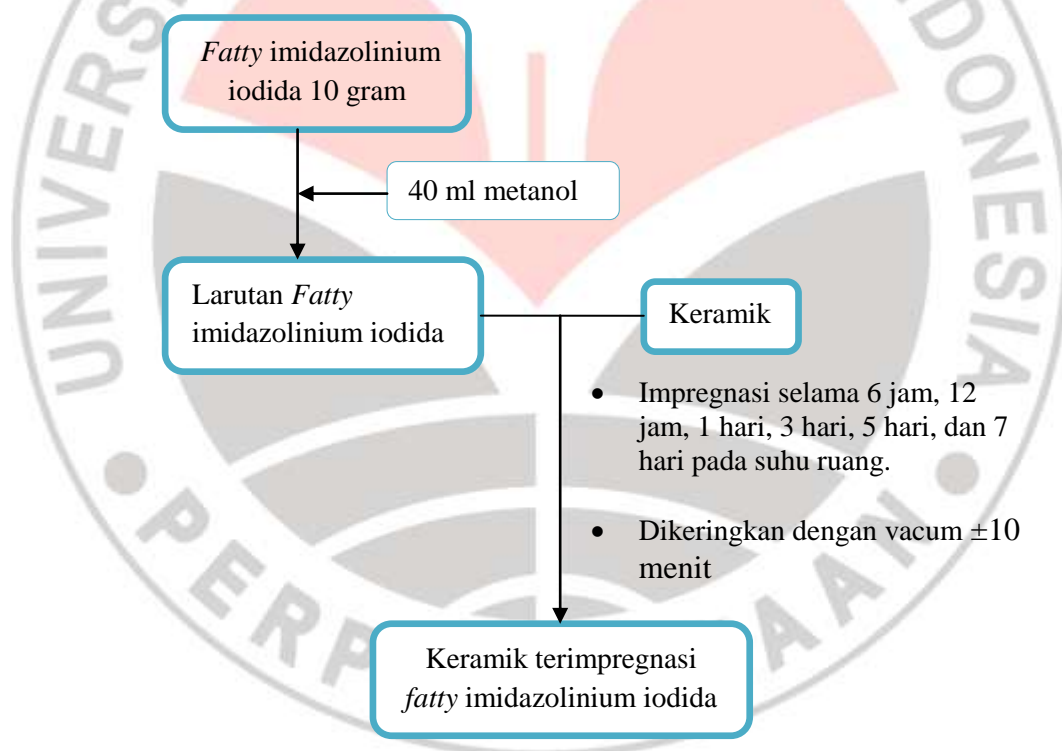 Fatty imidazolinium
iodida 10 gram
40 ml metanol
Larutan Fatty
imidazolinium iodida
Keramik
• Impregnasi selama 6 jam, 12
jam, 1 hari, 3 hari, 5 hari, dan 7
hari pada suhu ruang.
• Dikeringkan dengan vacum ±10
menit
Keramik terimpregnasi
fatty imidazolinium iodida